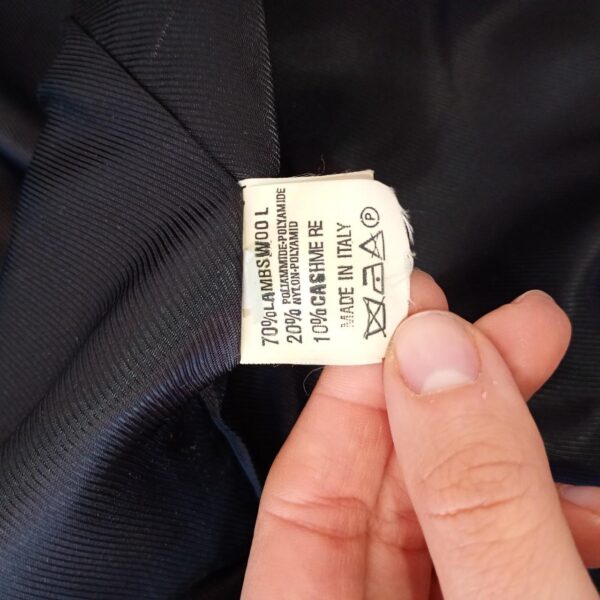 70%LAMBSWOOL
POLIAMMIDE-POLYAMIDE
20% NYLON-POLYAMID
10%CASHMERE
MADE IN ITALY
P